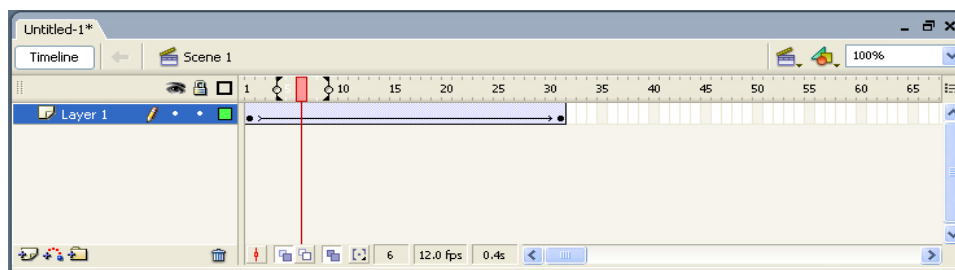 Untitled-1*
Timeline Scene 1 100%
1 5 10 15 20 25 30 35 40 45 50 55 60 65
Layer 1
6 12.0 fps 0.4s